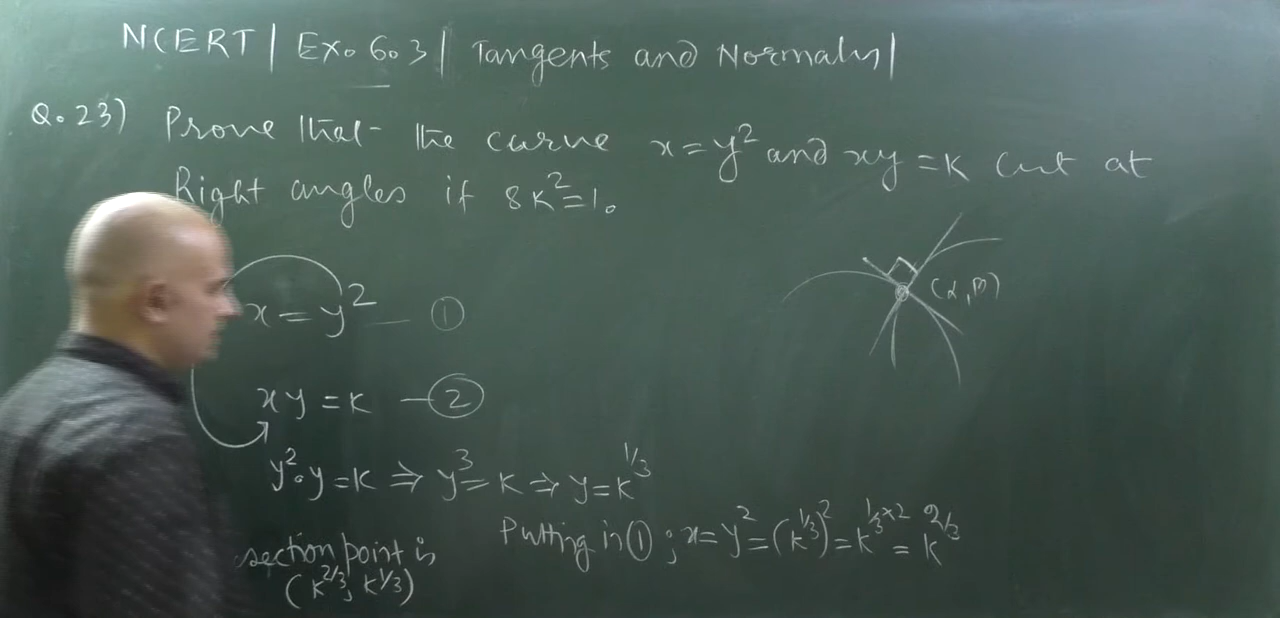 NCERT | Ex. 6.3 | Tangents and Normals |
Q.23) Prove that the curve x=y² and xy=K cut at
Right angles if 8K²=1.
(α,β)
x=y² — ①
xy=K — ②
y².y=K ⇒ y³=K ⇒ y=K^1/3
Putting in ① ; x=y²=(K^1/3)²=K^1/3×2=K^2/3
section point is
(K^2/3, K^1/3)